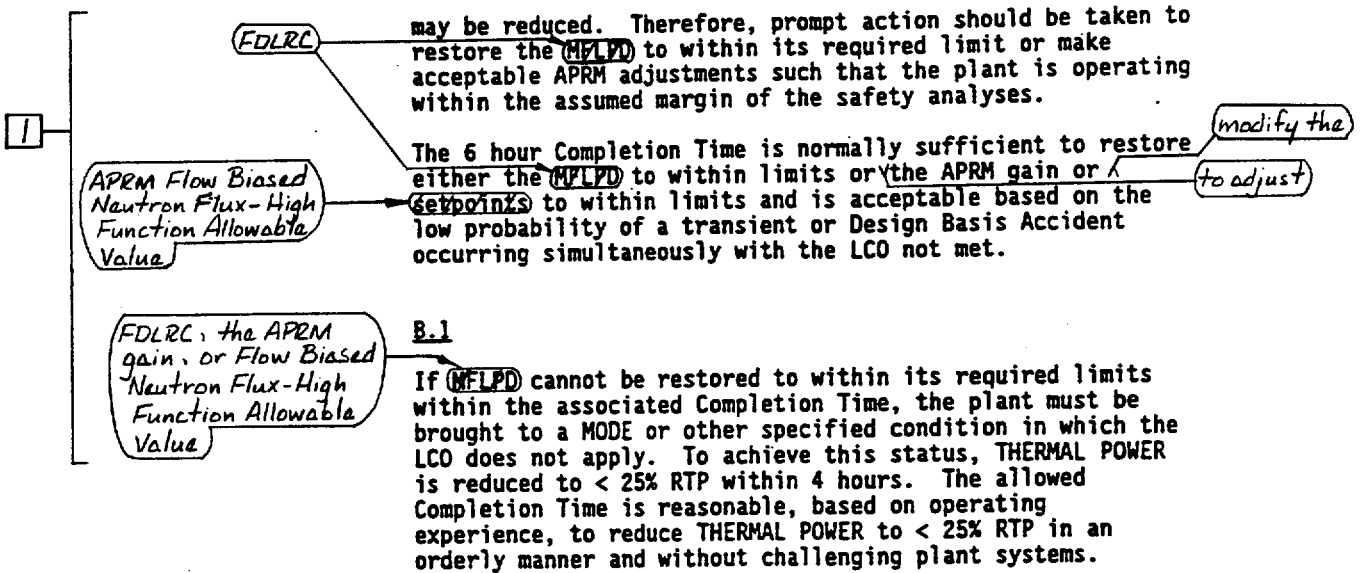 may be reduced. Therefore, prompt action should be taken to
FDLRC
restore the MFLPD to within its required limit or make
acceptable APRM adjustments such that the plant is operating
within the assumed margin of the safety analyses.
1
modify the
The 6 hour Completion Time is normally sufficient to restore
either the MFLPD to within limits or the APRM gain or
to adjust
APRM Flow Biased
Neutron Flux-High
Function Allowable
Value
setpoints to within limits and is acceptable based on the
low probability of a transient or Design Basis Accident
occurring simultaneously with the LCO not met.
FDLRC, the APRM
gain, or Flow Biased
Neutron Flux-High
Function Allowable
Value
B.1
If MFLPD cannot be restored to within its required limits
within the associated Completion Time, the plant must be
brought to a MODE or other specified condition in which the
LCO does not apply. To achieve this status, THERMAL POWER
is reduced to < 25% RTP within 4 hours. The allowed
Completion Time is reasonable, based on operating
experience, to reduce THERMAL POWER to < 25% RTP in an
orderly manner and without challenging plant systems.